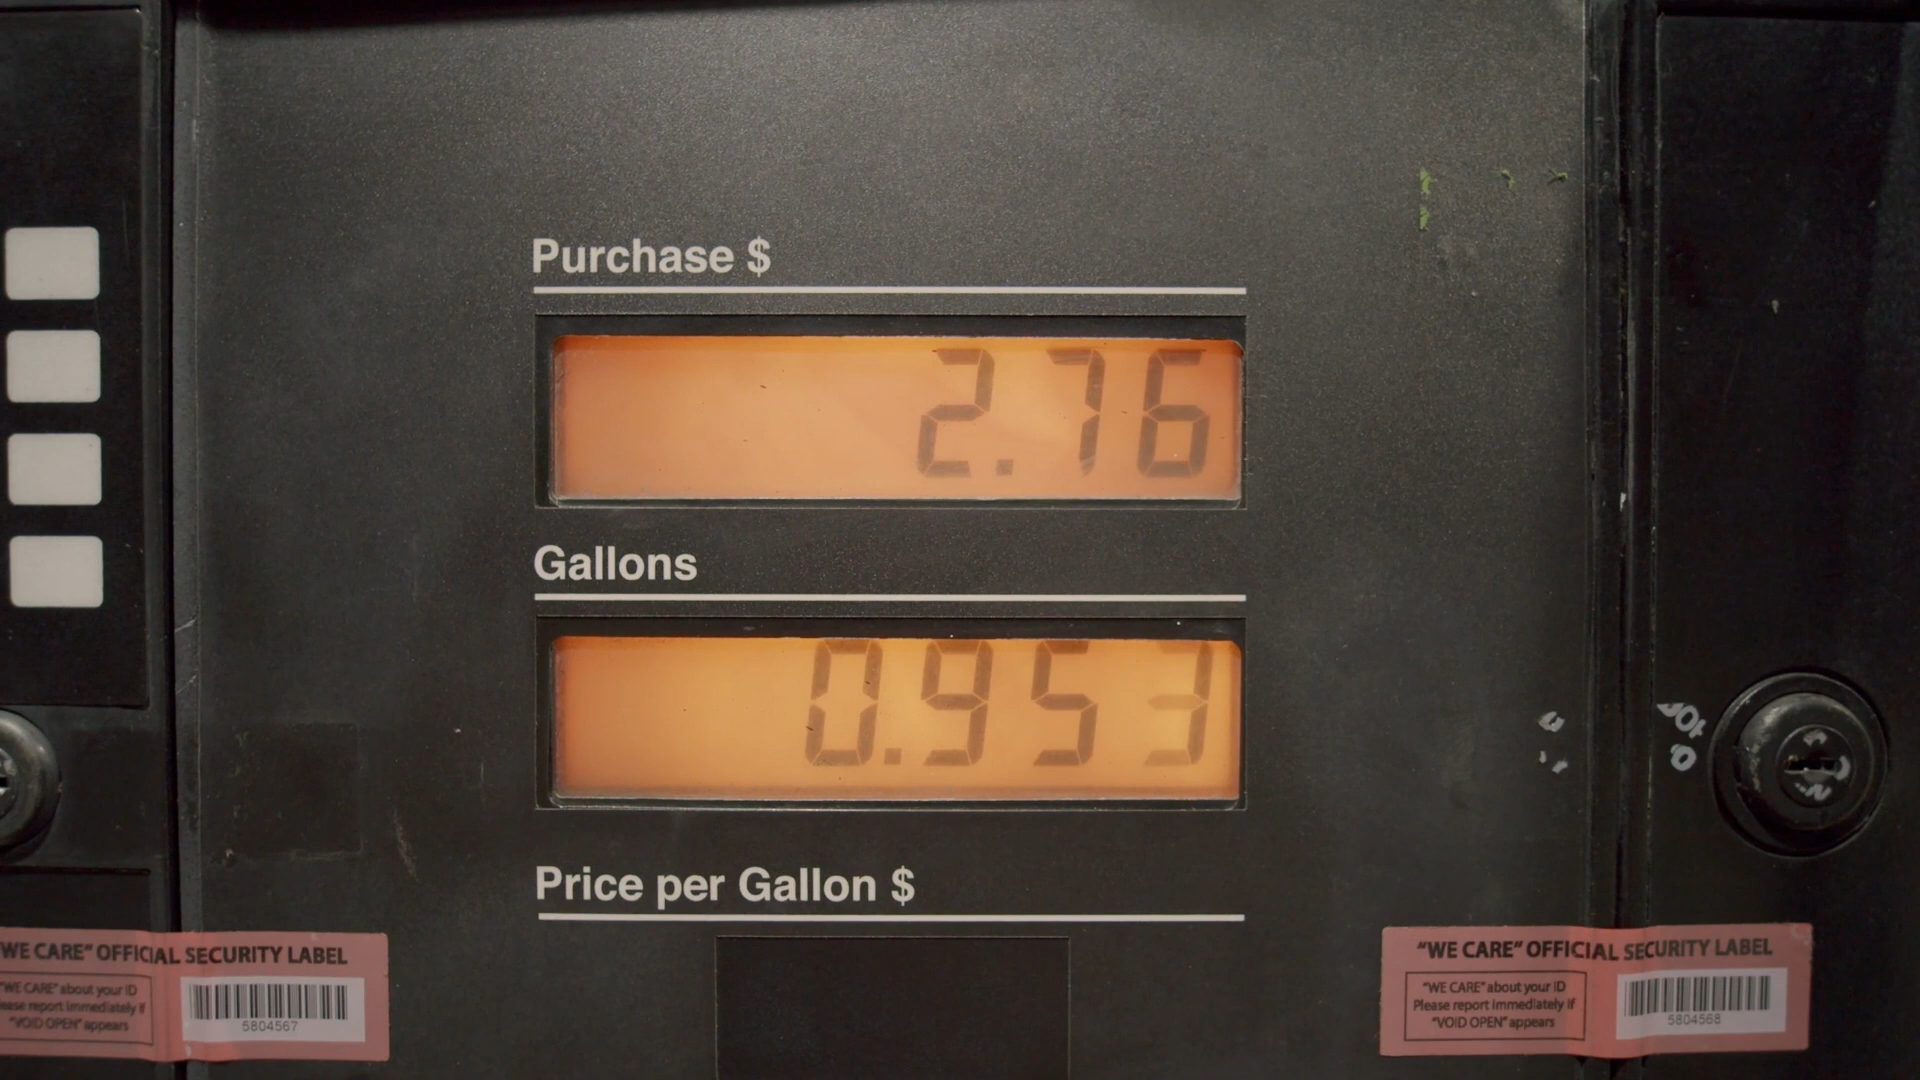 Purchase $
2.76
Gallons
0.953
Price per Gallon $
WE CARE" OFFICIAL SECURITY LABEL
"WE CARE" about your ID
ease report immediately if
"VOID OPEN" appears
5804567
"WE CARE" OFFICIAL SECURITY LABEL
"WE CARE" about your ID
Please report immediately if
"VOID OPEN" appears
5804568